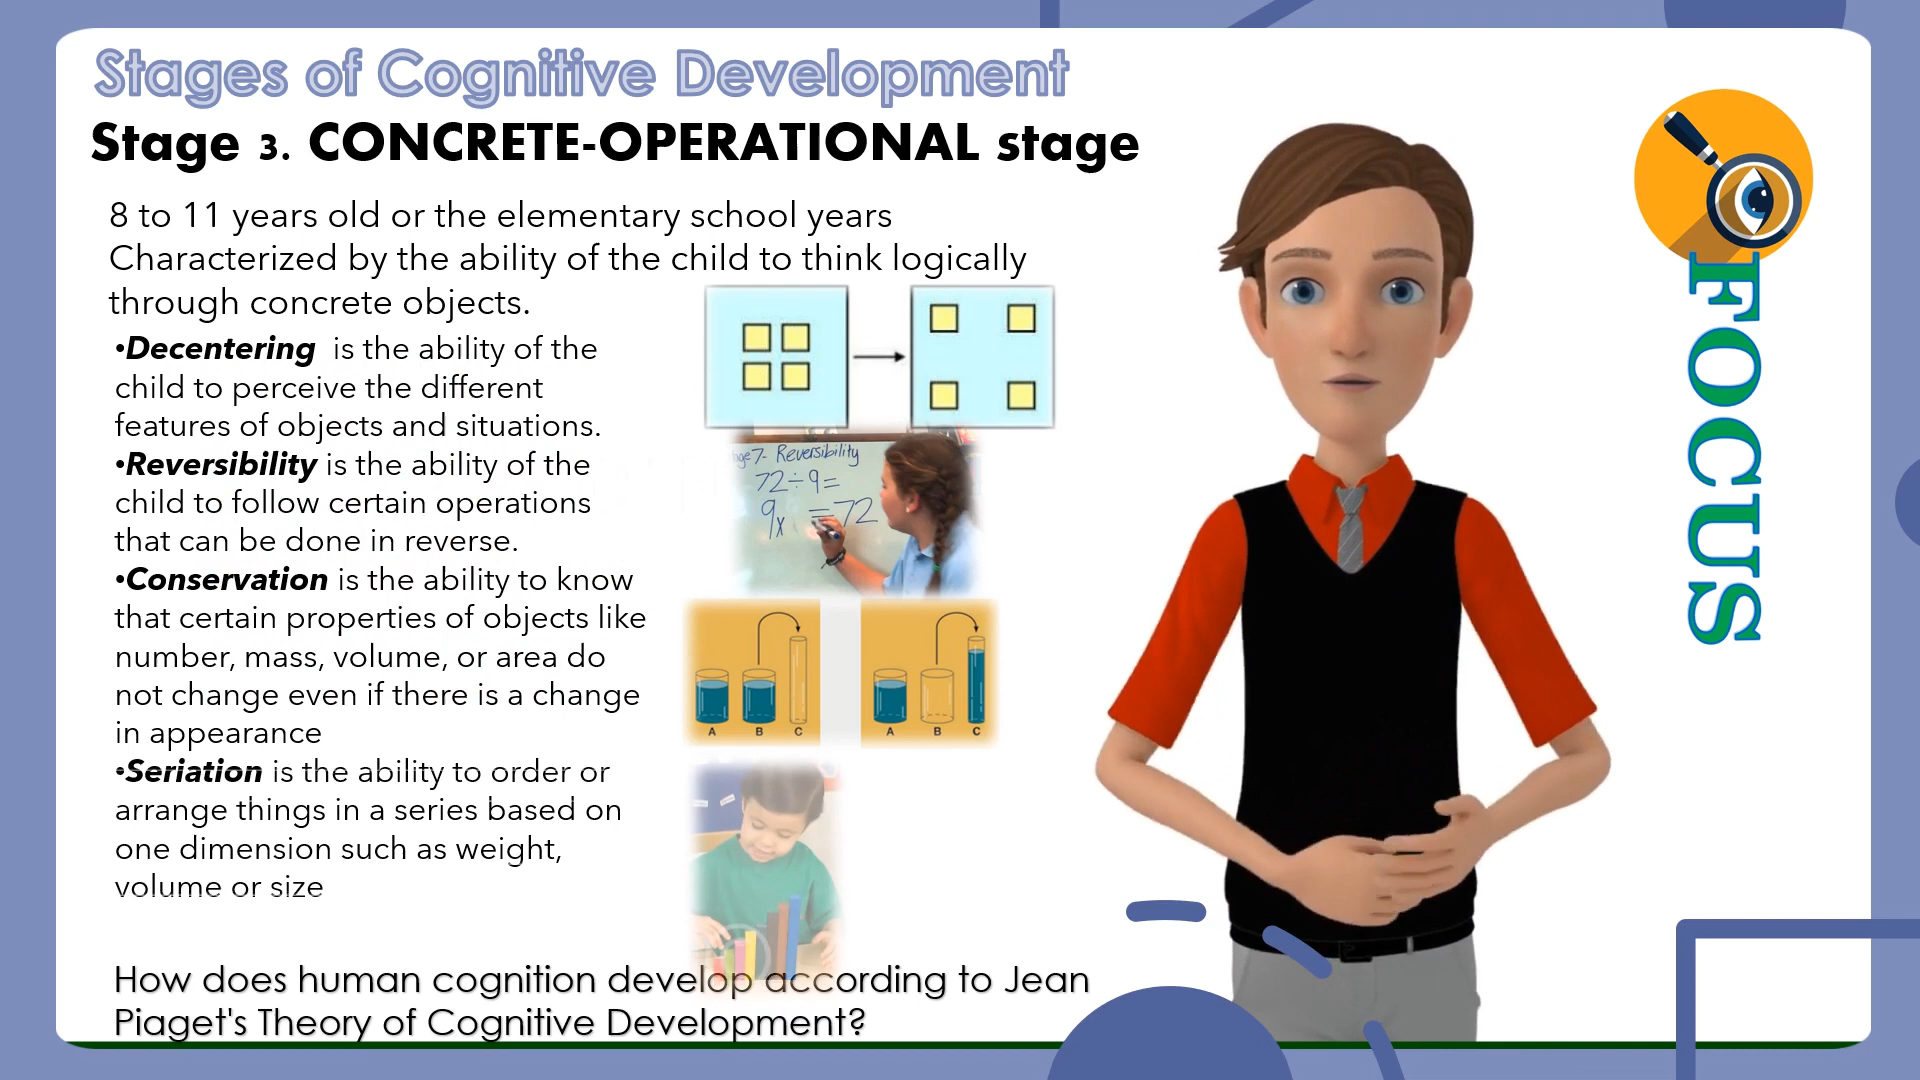 Stages of Cognitive Development
Stage 3. CONCRETE-OPERATIONAL stage
8 to 11 years old or the elementary school years
Characterized by the ability of the child to think logically
through concrete objects.
•Decentering is the ability of the
child to perceive the different
features of objects and situations.
•Reversibility is the ability of the
child to follow certain operations
that can be done in reverse.
•Conservation is the ability to know
that certain properties of objects like
number, mass, volume, or area do
not change even if there is a change
in appearance
•Seriation is the ability to order or
arrange things in a series based on
one dimension such as weight,
volume or size
7- Reversibility
72÷9=
9x =72
A B C
A B C
How does human cognition develop according to Jean
Piaget's Theory of Cognitive Development?
FOCUS